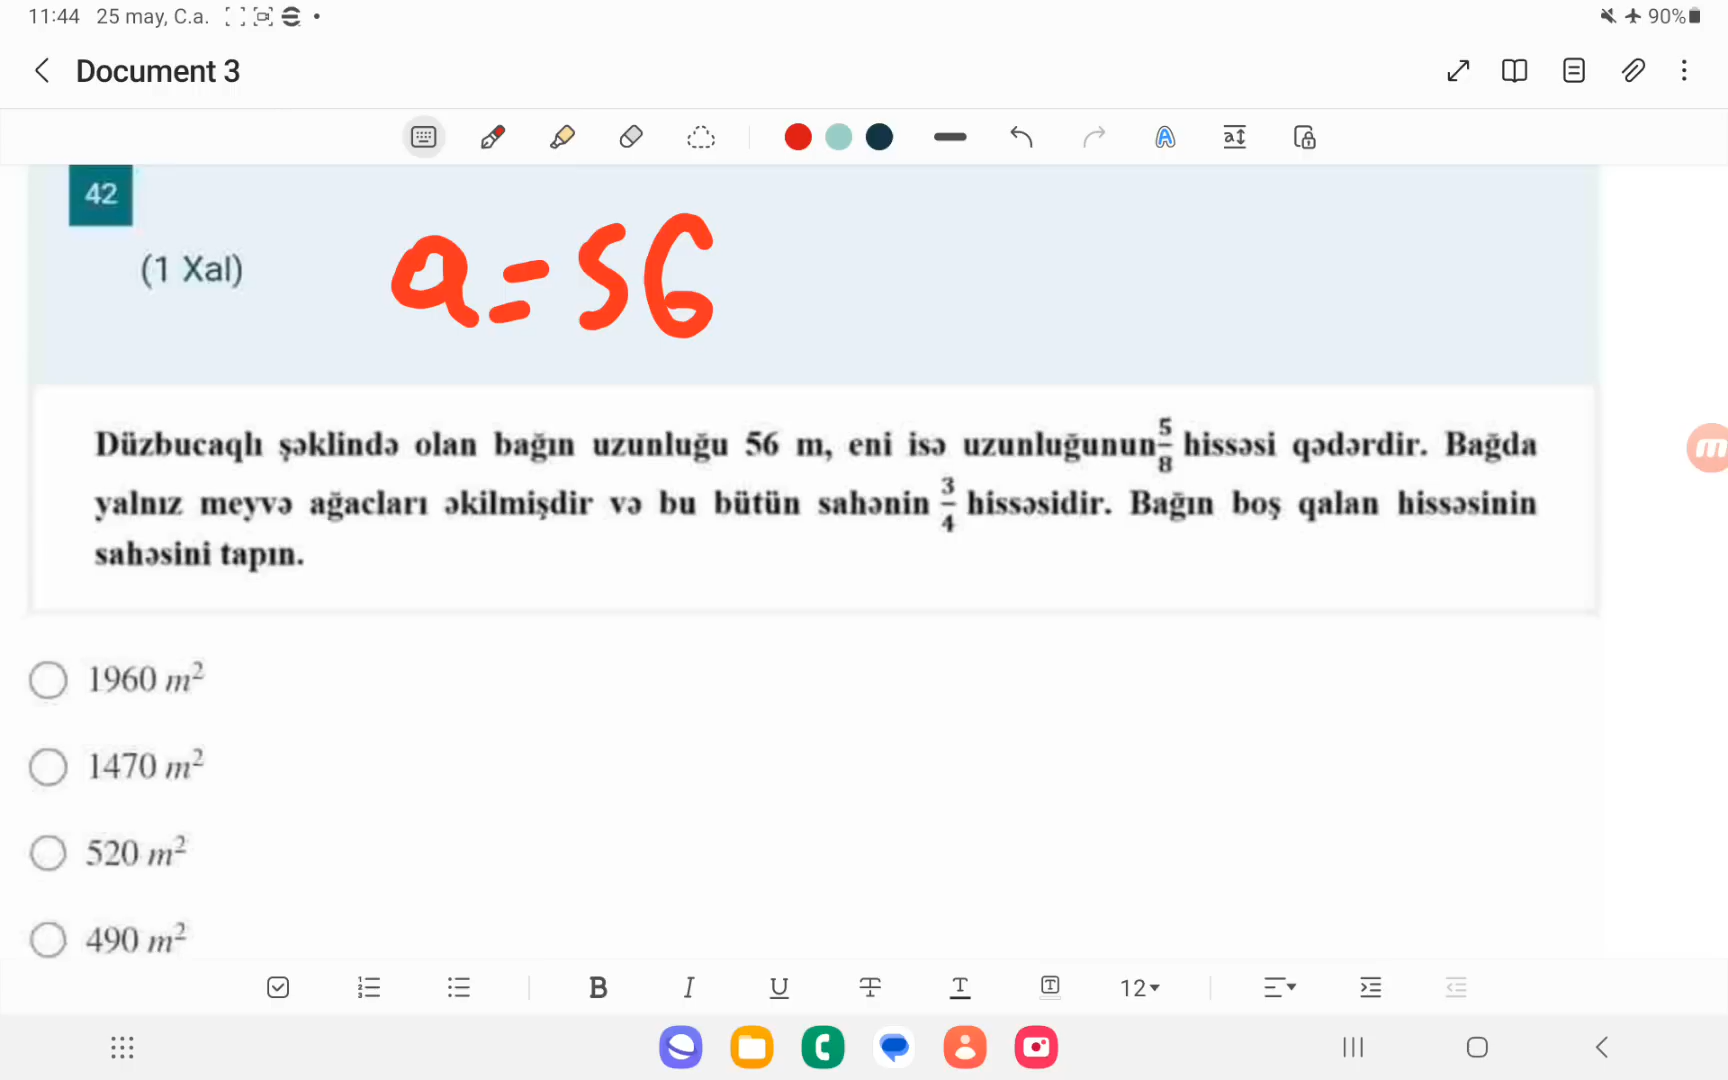 11:44 25 may, C.a.
90%
Document 3
42
(1 Xal)
a = 56
Düzbucaqlı şəklində olan bağın uzunluğu 56 m, eni isə uzunluğunun 5/8 hissəsi qədərdir. Bağda
yalnız meyvə ağacları əkilmişdir və bu bütün sahənin 3/4 hissəsidir. Bağın boş qalan hissəsinin
sahəsini tapın.
1960 m²
1470 m²
520 m²
490 m²
B I U T T T 12